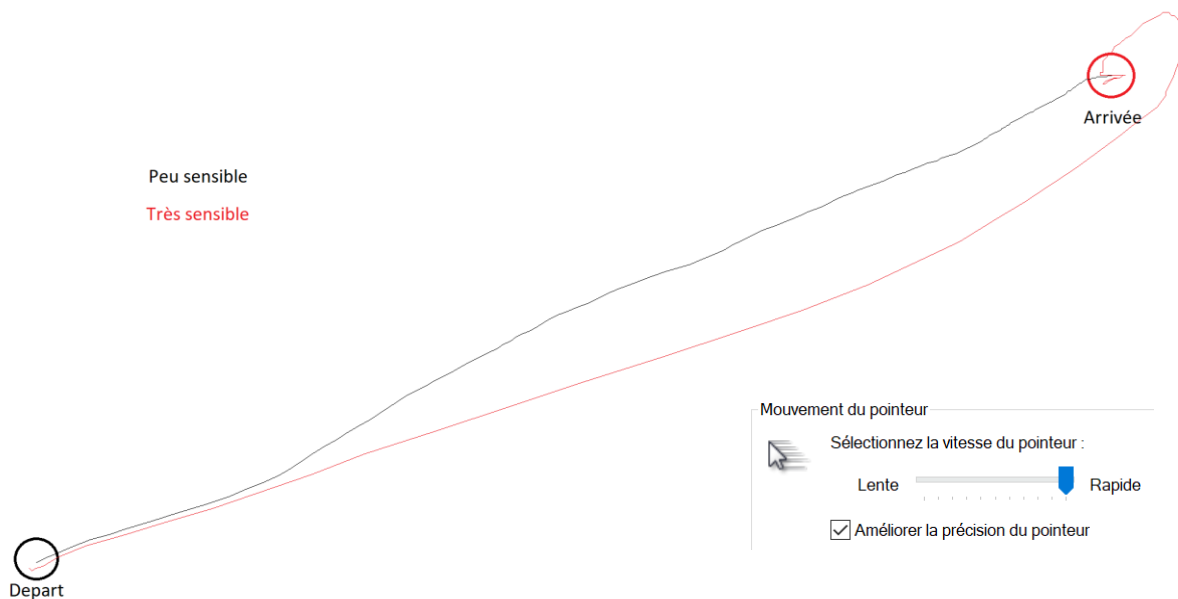 Arrivée
Peu sensible
Très sensible
Mouvement du pointeur
Sélectionnez la vitesse du pointeur :
Lente Rapide
Améliorer la précision du pointeur
Depart